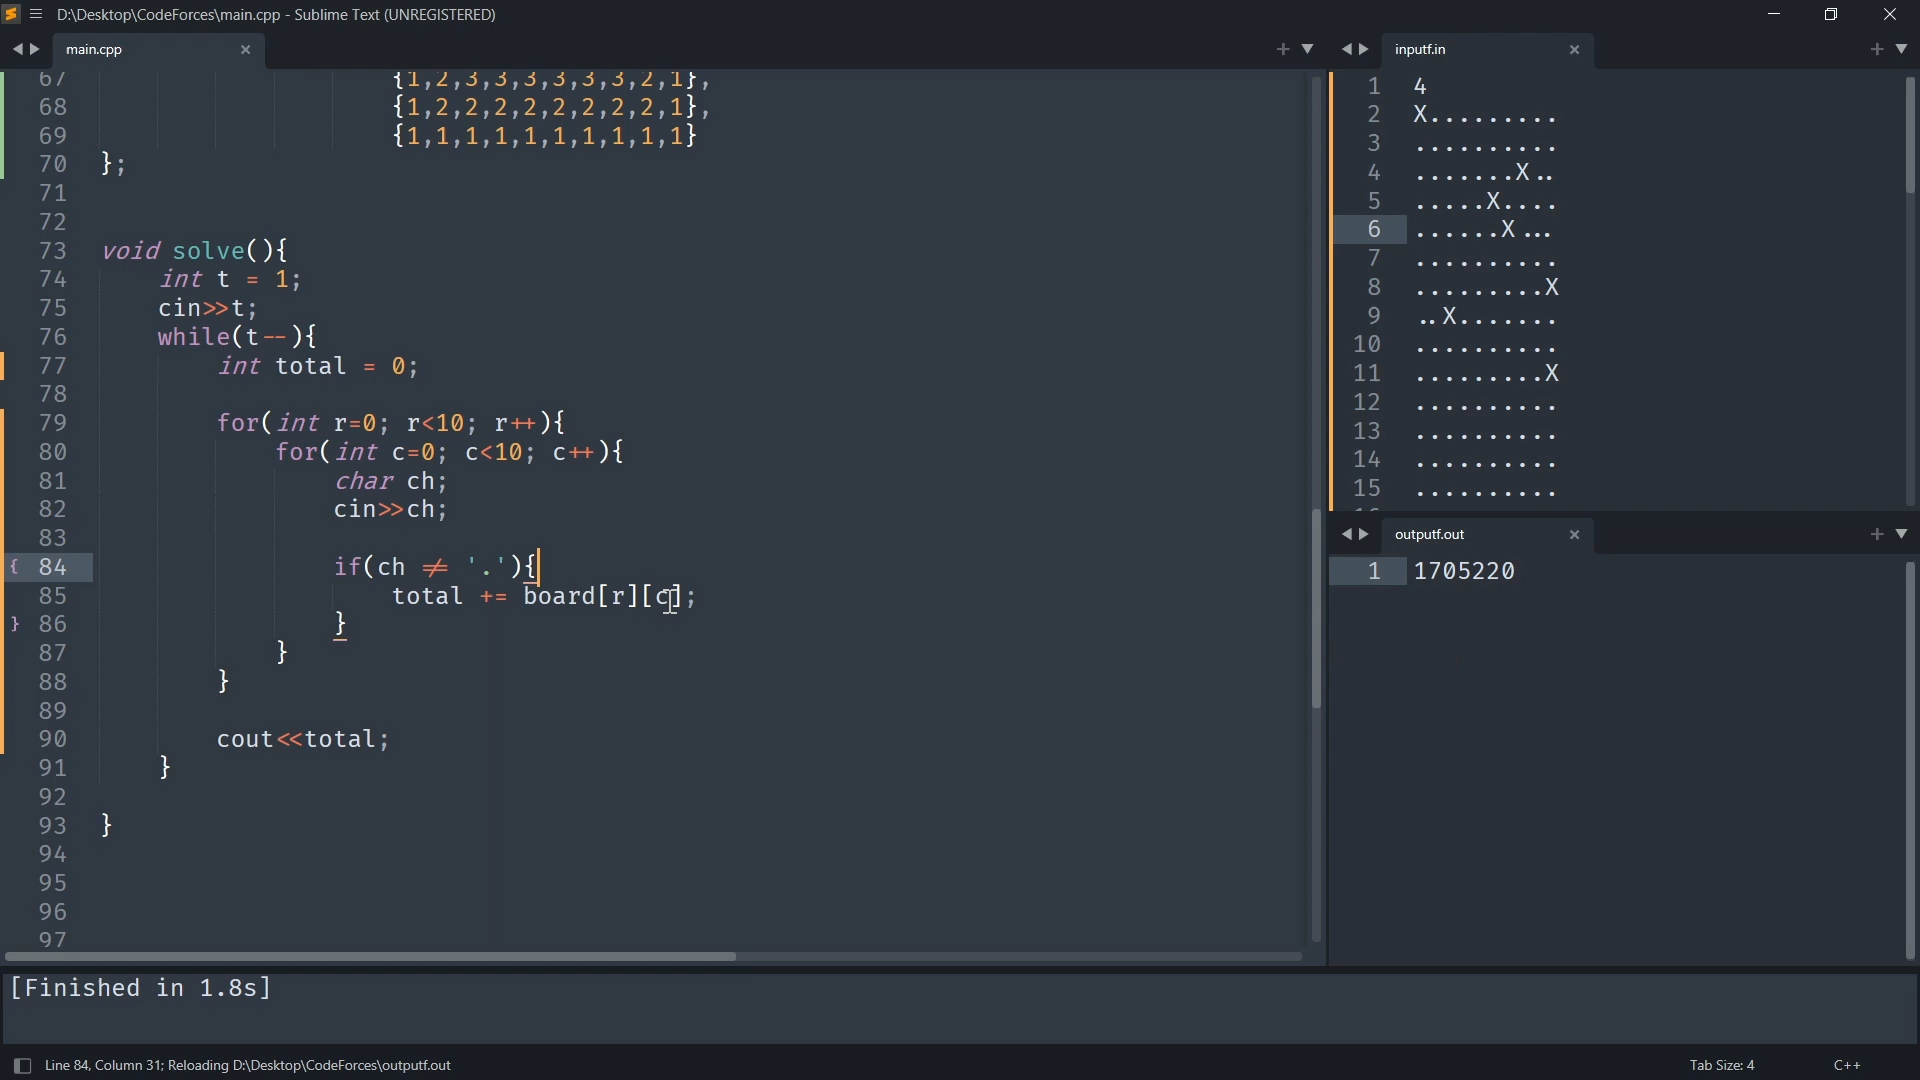 D:\Desktop\CodeForces\main.cpp - Sublime Text (UNREGISTERED)
main.cpp
67 {1,2,3,3,3,3,3,3,2,1},
68 {1,2,2,2,2,2,2,2,2,1},
69 {1,1,1,1,1,1,1,1,1,1}
70 };
71
72
73 void solve(){
74 int t = 1;
75 cin>>t;
76 while(t--){
77 int total = 0;
78
79 for(int r=0; r<10; r++){
80 for(int c=0; c<10; c++){
81 char ch;
82 cin>>ch;
83
{ 84 if(ch != '.'){
85 total += board[r][c];
} 86 }
87 }
88 }
89
90 cout<<total;
91 }
92
93 }
94
95
96
97
inputf.in
1 4
2 X.........
3 ..........
4 .......X..
5 .....X....
6 ......X...
7 ..........
8 .........X
9 ..X.......
10 ..........
11 .........X
12 ..........
13 ..........
14 ..........
15 ..........
outputf.out
1 1705220
[Finished in 1.8s]
Line 84, Column 31; Reloading D:\Desktop\CodeForces\outputf.out
Tab Size: 4
C++